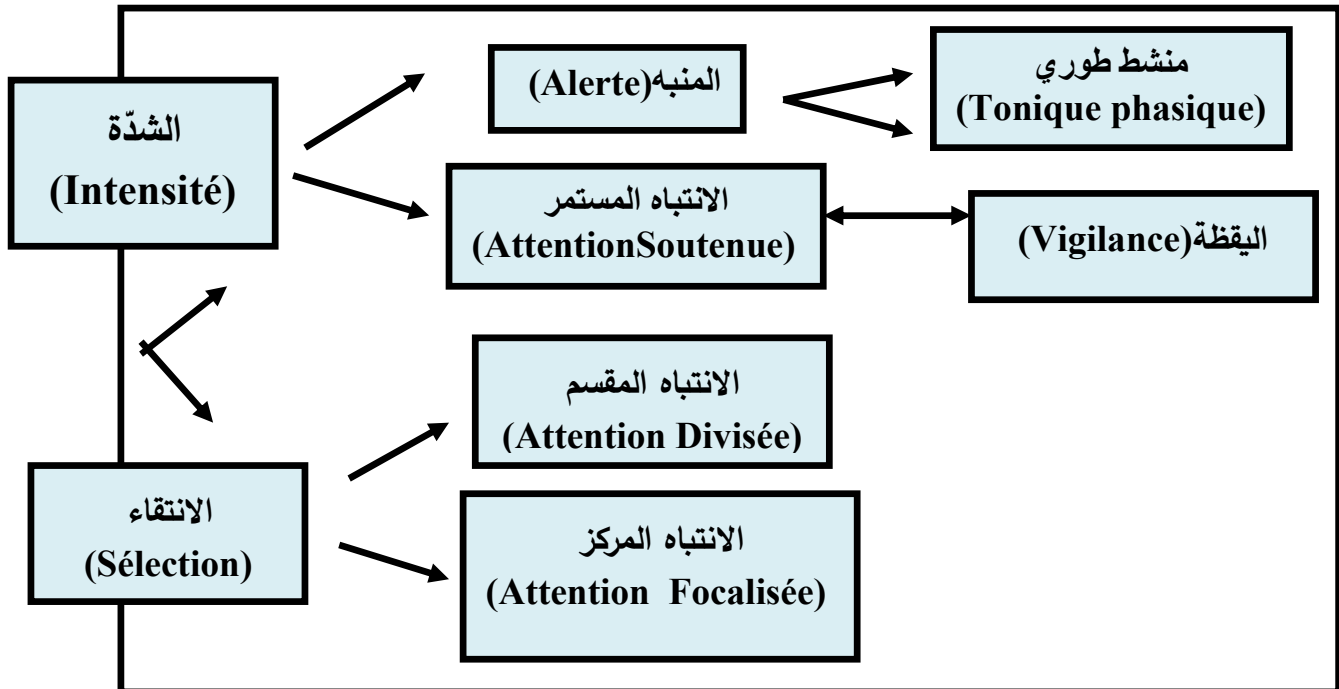 الشدّة
(Intensité)
المنبه(Alerte)
منشط طوري
(Tonique phasique)
الانتباه المستمر
(AttentionSoutenue)
اليقظة(Vigilance)
الانتقاء
(Sélection)
الانتباه المقسم
(Attention Divisée)
الانتباه المركز
(Attention Focalisée)